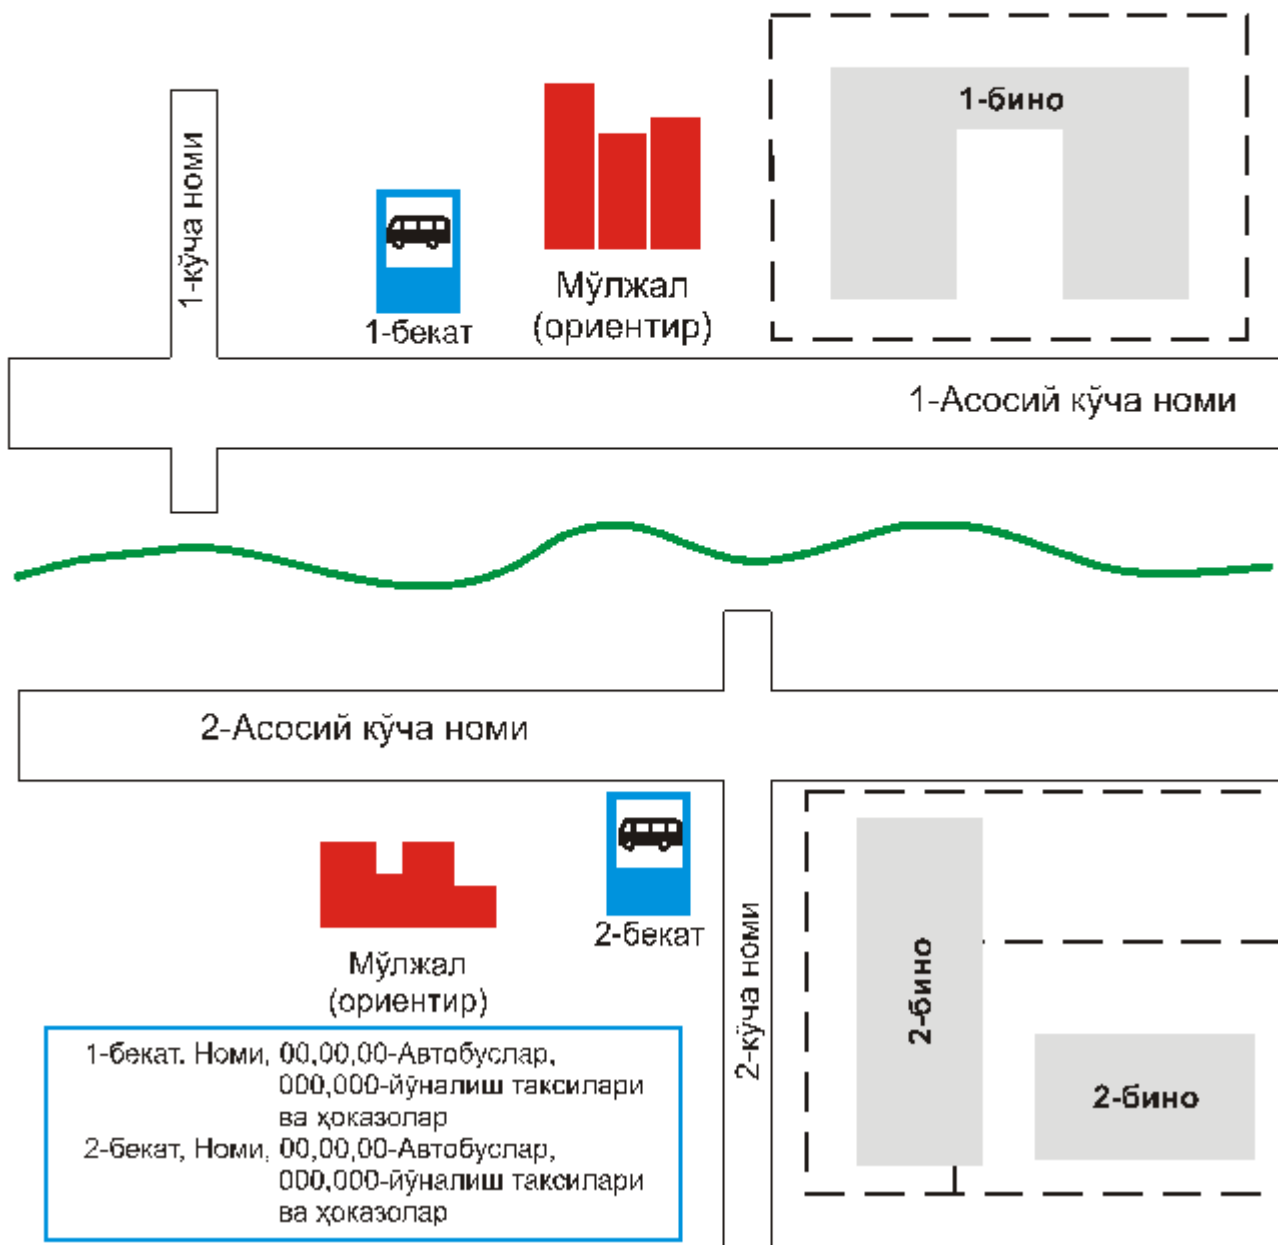 1-бино
1-кўча номи
Мўлжал
(ориентир)
1-бекат
1-Асосий кўча номи
2-Асосий кўча номи
2-бекат
Мўлжал
(ориентир)
2-кўча номи
2-бино
2-бино
1-бекат. Номи, 00,00,00-Автобуслар,
000,000-йўналиш таксилари
ва ҳоказолар
2-бекат, Номи, 00,00,00-Автобуслар,
000,000-йўналиш таксилари
ва ҳоказолар